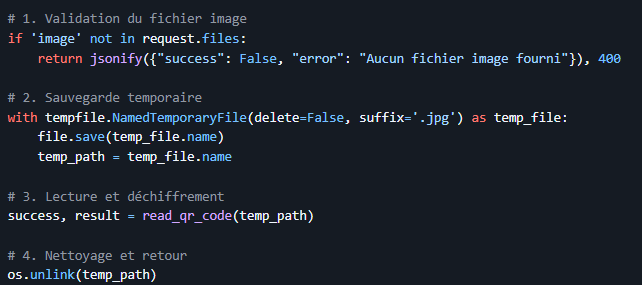 # 1. Validation du fichier image
if 'image' not in request.files:
    return jsonify({"success": False, "error": "Aucun fichier image fourni"}), 400

# 2. Sauvegarde temporaire
with tempfile.NamedTemporaryFile(delete=False, suffix='.jpg') as temp_file:
    file.save(temp_file.name)
    temp_path = temp_file.name

# 3. Lecture et déchiffrement
success, result = read_qr_code(temp_path)

# 4. Nettoyage et retour
os.unlink(temp_path)